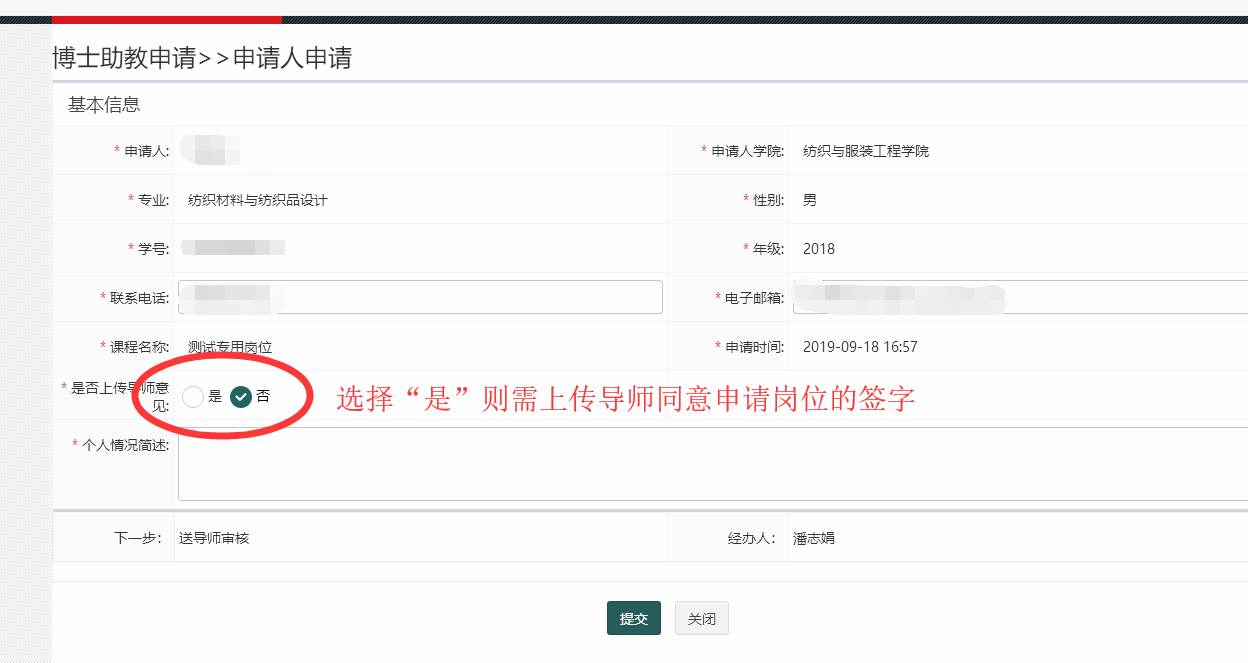 博士助教申请>>申请人申请
基本信息
* 申请人:
* 申请人学院: 纺织与服装工程学院
* 专业: 纺织材料与纺织品设计
* 性别: 男
* 学号:
* 年级: 2018
* 联系电话:
* 电子邮箱:
* 课程名称: 测试专用岗位
* 申请时间: 2019-09-18 16:57
* 是否上传导师意
见:
是 否
选择“是”则需上传导师同意申请岗位的签字
* 个人情况简述:
下一步: 送导师审核
经办人: 潘志娟
提交 关闭